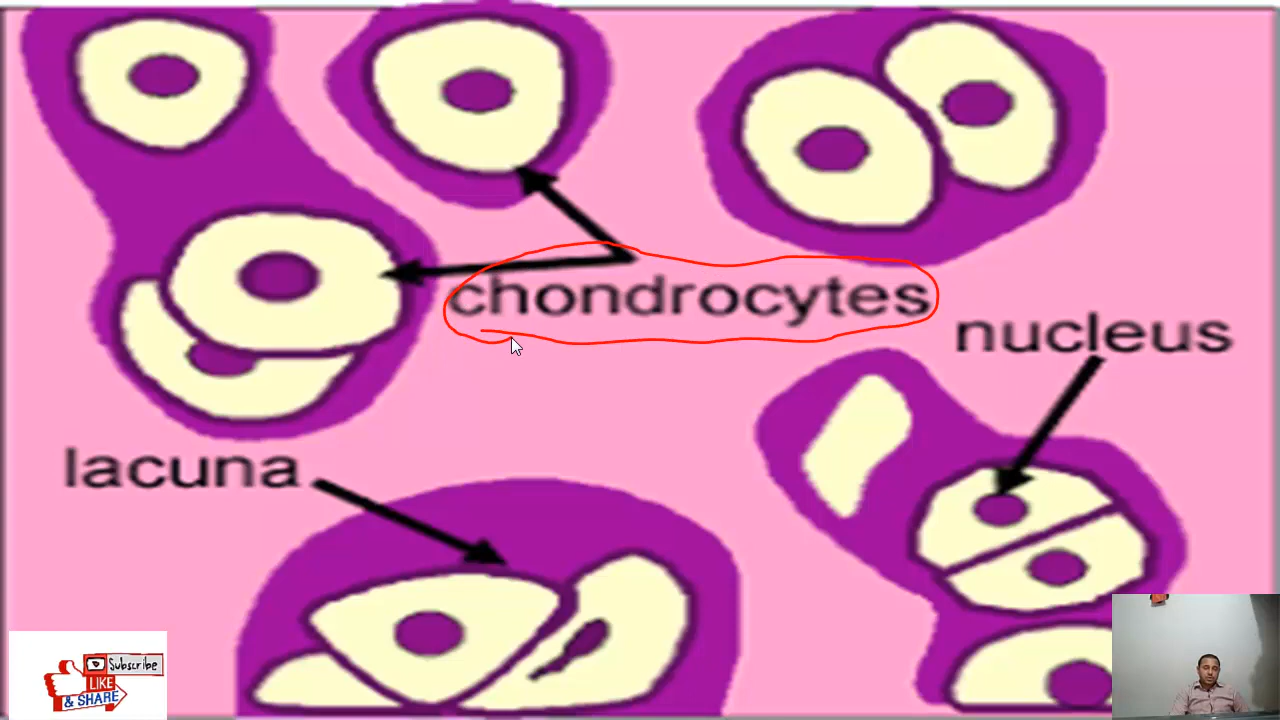 chondrocytes
nucleus
lacuna
Subscribe
LIKE
& SHARE